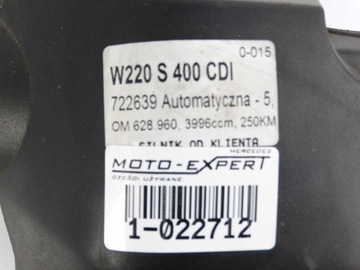 0-015
W220 S 400 CDI
722639 Automatyczna - 5,
OM 628.960, 3996ccm, 250KM
SILNIK OD KLIENTA
MERCEDES
MOTO-EXPERT
CZĘŚCI UŻYWANE
1-022712